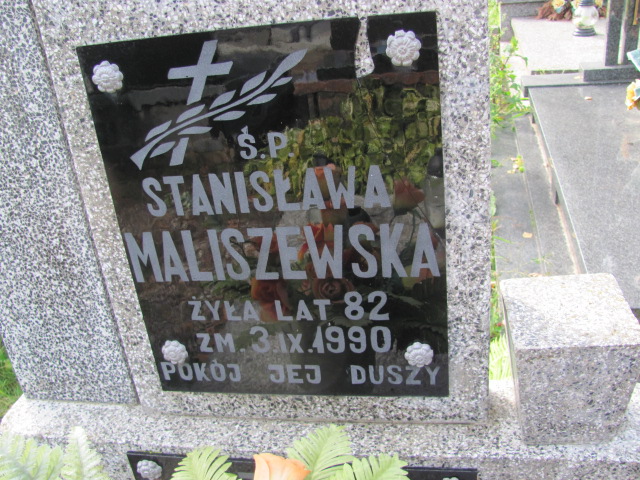 Ś.P.
STANISŁAWA
MALISZEWSKA
ŻYŁA LAT 82
ZM. 3.IX.1990
POKÓJ JEJ DUSZY